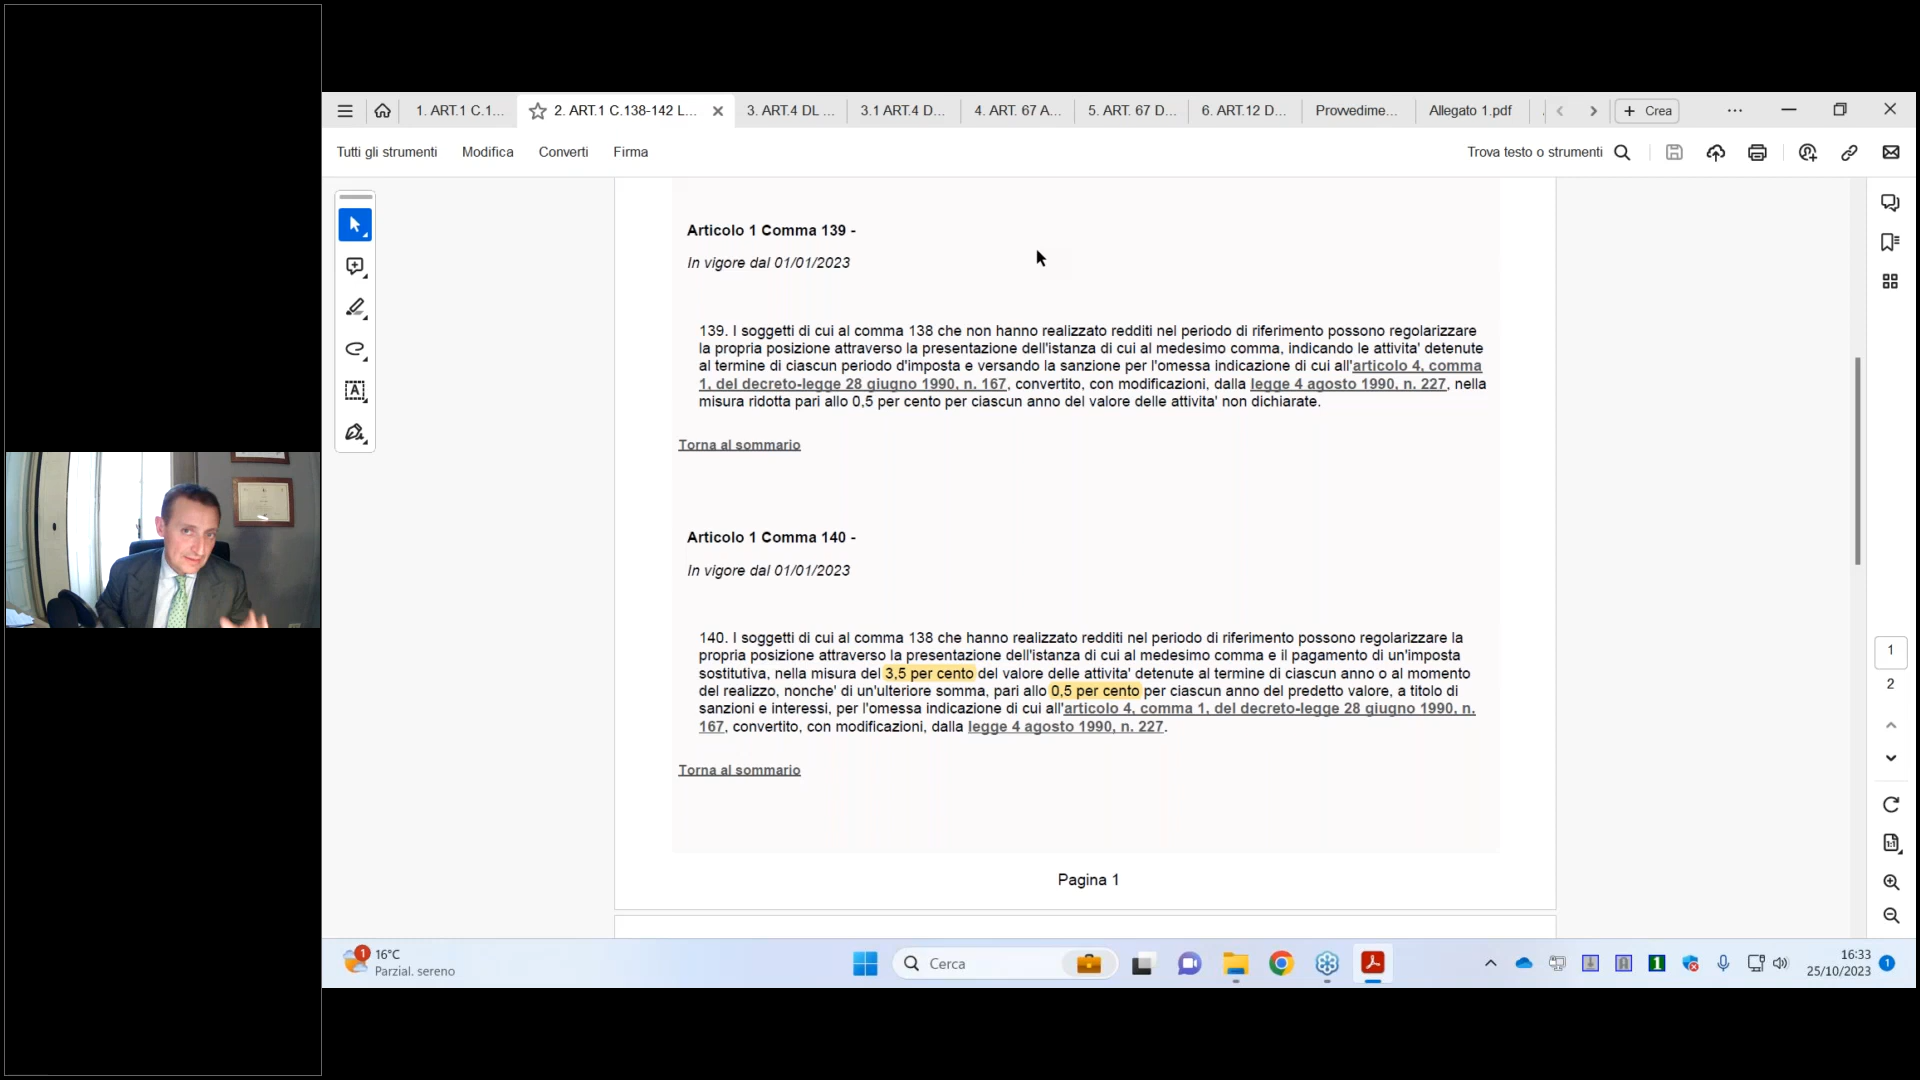 1. ART.1 C.1...
2. ART.1 C.138-142 L...
3. ART.4 DL ...
3.1 ART.4 D...
4. ART. 67 A...
5. ART. 67 D...
6. ART.12 D...
Provvedime...
Allegato 1.pdf
Crea
Tutti gli strumenti
Modifica
Converti
Firma
Trova testo o strumenti
Articolo 1 Comma 139 -
In vigore dal 01/01/2023
139. I soggetti di cui al comma 138 che non hanno realizzato redditi nel periodo di riferimento possono regolarizzare
la propria posizione attraverso la presentazione dell'istanza di cui al medesimo comma, indicando le attivita' detenute
al termine di ciascun periodo d'imposta e versando la sanzione per l'omessa indicazione di cui all'articolo 4, comma
1, del decreto-legge 28 giugno 1990, n. 167, convertito, con modificazioni, dalla legge 4 agosto 1990, n. 227, nella
misura ridotta pari allo 0,5 per cento per ciascun anno del valore delle attivita' non dichiarate.
Torna al sommario
Articolo 1 Comma 140 -
In vigore dal 01/01/2023
140. I soggetti di cui al comma 138 che hanno realizzato redditi nel periodo di riferimento possono regolarizzare la
propria posizione attraverso la presentazione dell'istanza di cui al medesimo comma e il pagamento di un'imposta
sostitutiva, nella misura del 3,5 per cento del valore delle attivita' detenute al termine di ciascun anno o al momento
del realizzo, nonche' di un'ulteriore somma, pari allo 0,5 per cento per ciascun anno del predetto valore, a titolo di
sanzioni e interessi, per l'omessa indicazione di cui all'articolo 4, comma 1, del decreto-legge 28 giugno 1990, n.
167, convertito, con modificazioni, dalla legge 4 agosto 1990, n. 227.
Torna al sommario
Pagina 1
1
2
1
16°C
Parzial. sereno
Cerca
1
16:33
25/10/2023
1